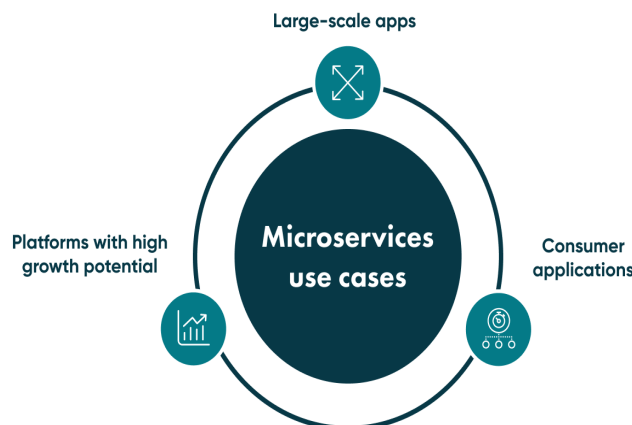 Large-scale apps
Microservices
use cases
Platforms with high
growth potential
Consumer
applications